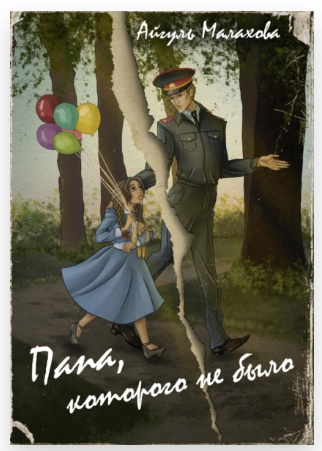 Айгуль Малахова
Папа,
которого не было